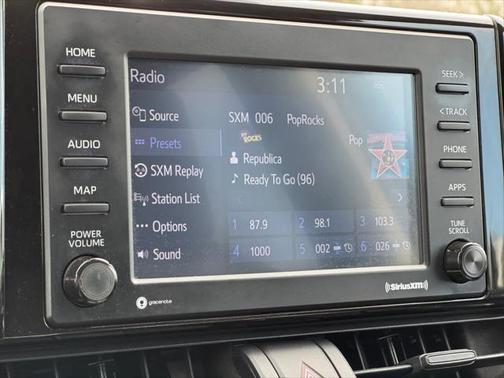 HOME
MENU
AUDIO
MAP
POWER
VOLUME
Radio
3:11
Source
Presets
SXM Replay
Station List
Options
Sound
SXM 006 PopRocks
ROCKS
Pop
Republica
Ready To Go (96)
1 87.9 2 98.1 3 103.3
4 1000 5 002 6 026
SEEK >
< TRACK
PHONE
APPS
TUNE
SCROLL
gracenote
SiriusXM